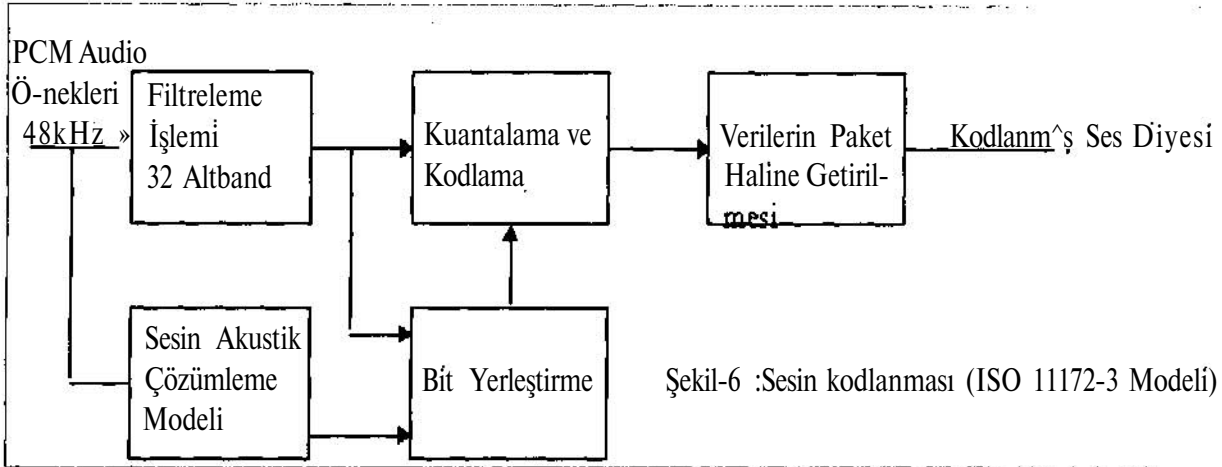 PCM Audio
Ö-nekleri
48kHz »
Filtreleme
İşlemi
32 Altband
Kuantalama ve
Kodlama
Verilerin Paket
Haline Getiril-
mesi
Kodlanm^ş Ses Diyesi
Sesin Akustik
Çözümleme
Modeli
Bit Yerleştirme
Şekil-6 :Sesin kodlanması (ISO 11172-3 Modeli)